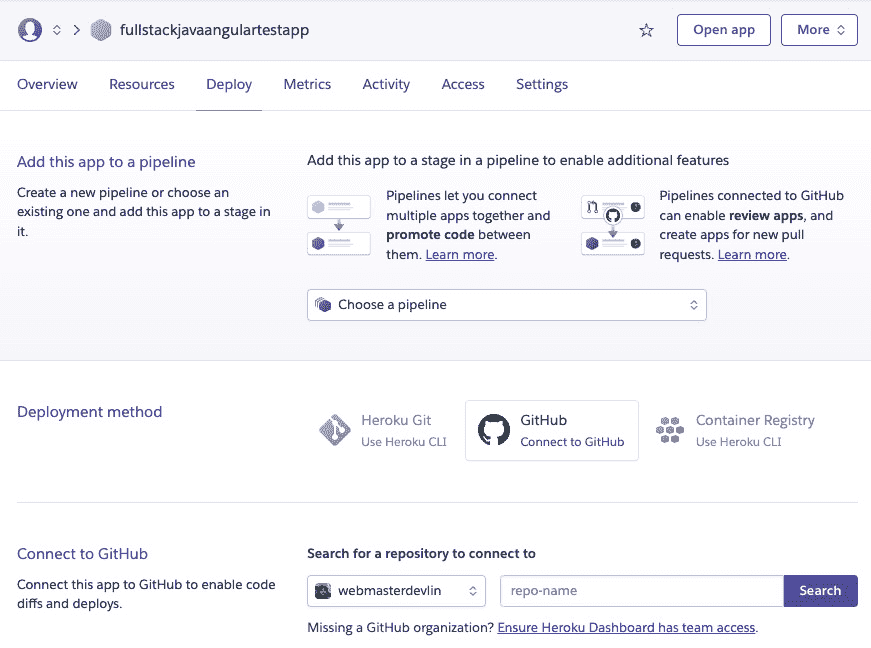 fullstackjavaangulartestapp
Open app
More
Overview
Resources
Deploy
Metrics
Activity
Access
Settings
Add this app to a pipeline
Create a new pipeline or choose an
existing one and add this app to a stage in
it.
Add this app to a stage in a pipeline to enable additional features
Pipelines let you connect
multiple apps together and
promote code between
them. Learn more.
Pipelines connected to GitHub
can enable review apps, and
create apps for new pull
requests. Learn more.
Choose a pipeline
Deployment method
Heroku Git
Use Heroku CLI
GitHub
Connect to GitHub
Container Registry
Use Heroku CLI
Connect to GitHub
Connect this app to GitHub to enable code
diffs and deploys.
Search for a repository to connect to
webmasterdevlin
repo-name
Search
Missing a GitHub organization? Ensure Heroku Dashboard has team access.